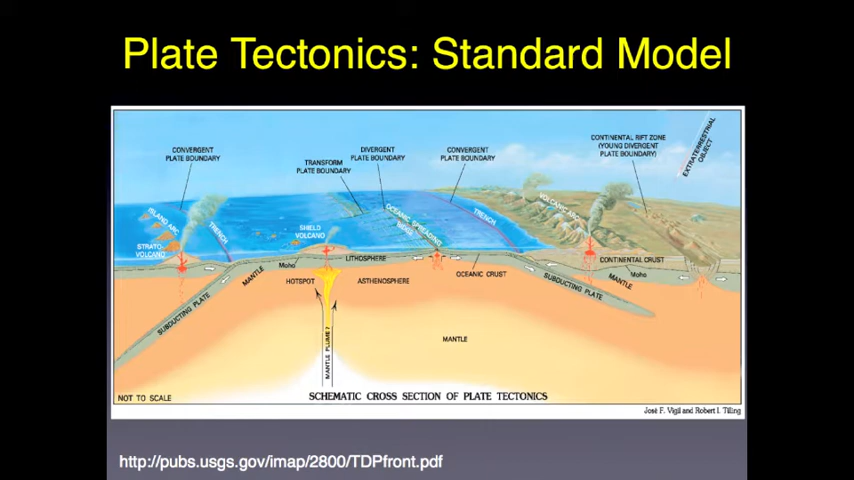 Plate Tectonics: Standard Model
CONVERGENT
PLATE BOUNDARY
TRANSFORM
PLATE BOUNDARY
DIVERGENT
PLATE BOUNDARY
CONVERGENT
PLATE BOUNDARY
CONTINENTAL RIFT ZONE
(YOUNG DIVERGENT
PLATE BOUNDARY)
EXTRATERRESTRIAL
OBJECT
ISLAND ARC
STRATO-
VOLCANO
TRENCH
SHIELD
VOLCANO
OCEANIC SPREADING
RIDGE
TRENCH
VOLCANIC ARC
LITHOSPHERE
CONTINENTAL CRUST
MANTLE
Moho
HOTSPOT
ASTHENOSPHERE
OCEANIC CRUST
MANTLE
Moho
SUBDUCTING PLATE
SUBDUCTING PLATE
MANTLE PLUME?
MANTLE
NOT TO SCALE
SCHEMATIC CROSS SECTION OF PLATE TECTONICS
José F. Vigil and Robert I. Tilling
http://pubs.usgs.gov/imap/2800/TDPfront.pdf